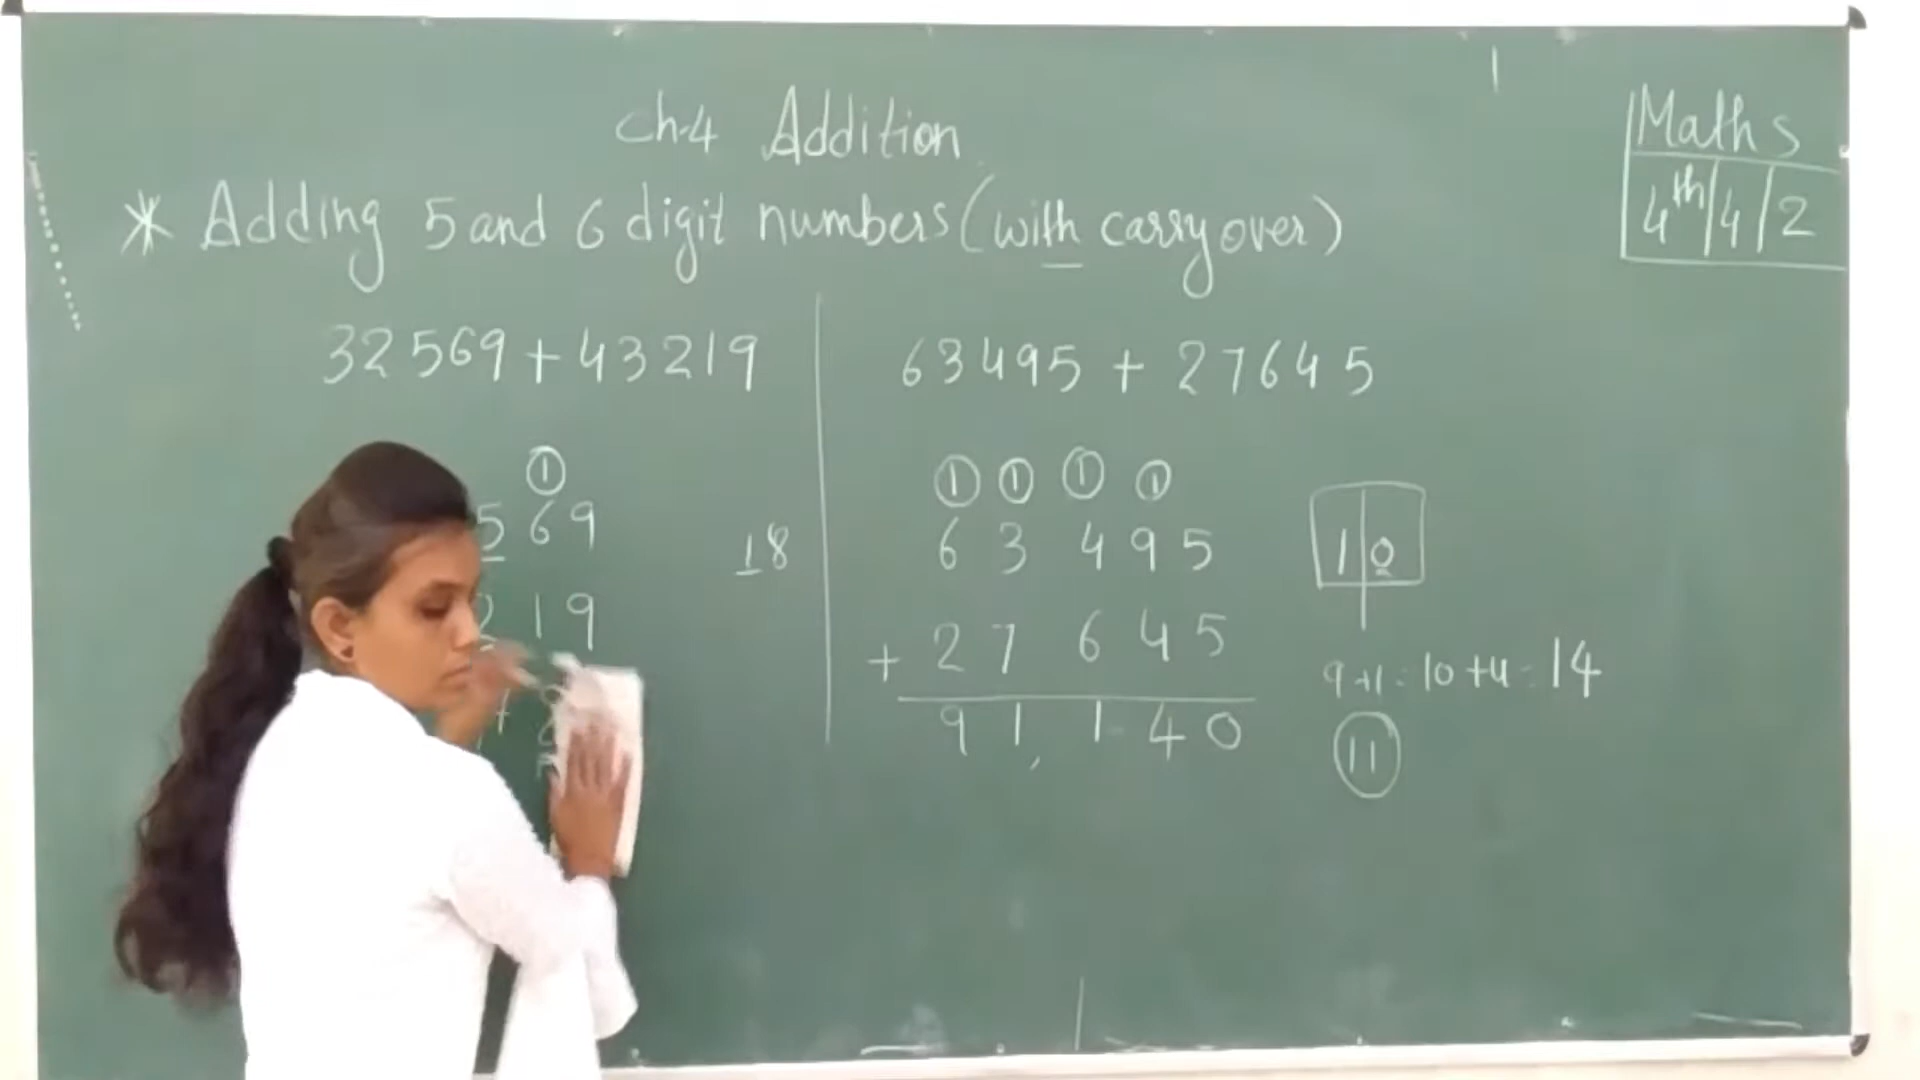 Ch-4 Addition
Maths
4th/4/2
* Adding 5 and 6 digit numbers (with carry over)
32569 + 43219
63495 + 27645
1
569
219
18
1 1 1 1
6 3 4 9 5
+ 2 7 6 4 5
9 1, 1 4 0
1|0
9+1=10+4=14
11